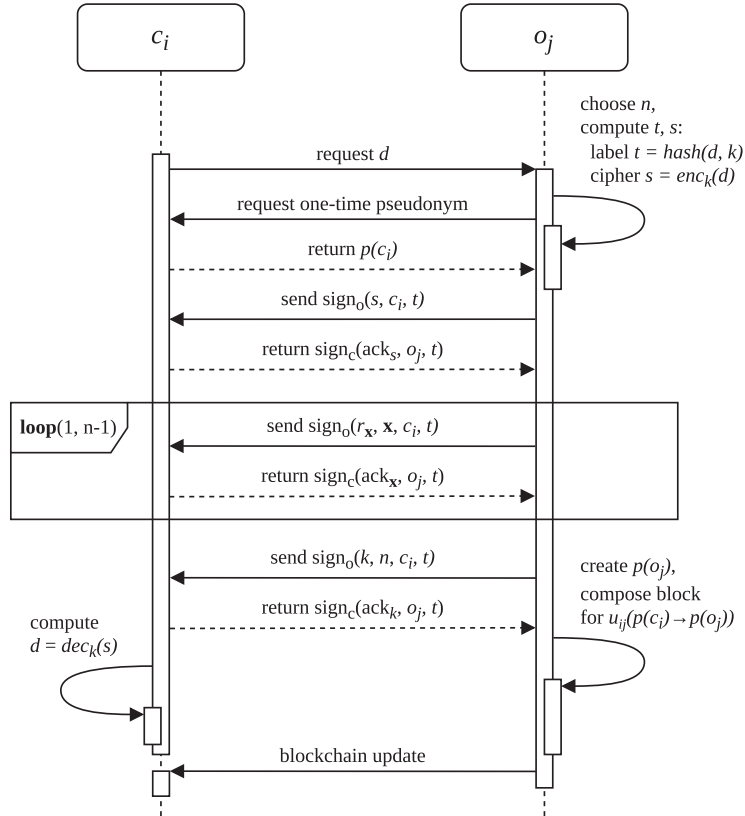 c_i
o_j
choose n,
compute t, s:
label t = hash(d, k)
cipher s = enc_k(d)
request d
request one-time pseudonym
return p(c_i)
send sign_o(s, c_i, t)
return sign_c(ack_s, o_j, t)
loop(1, n-1)
send sign_o(r_x, x, c_i, t)
return sign_c(ack_x, o_j, t)
send sign_o(k, n, c_i, t)
return sign_c(ack_k, o_j, t)
create p(o_j),
compose block
for u_ij(p(c_i)→p(o_j))
compute
d = dec_k(s)
blockchain update